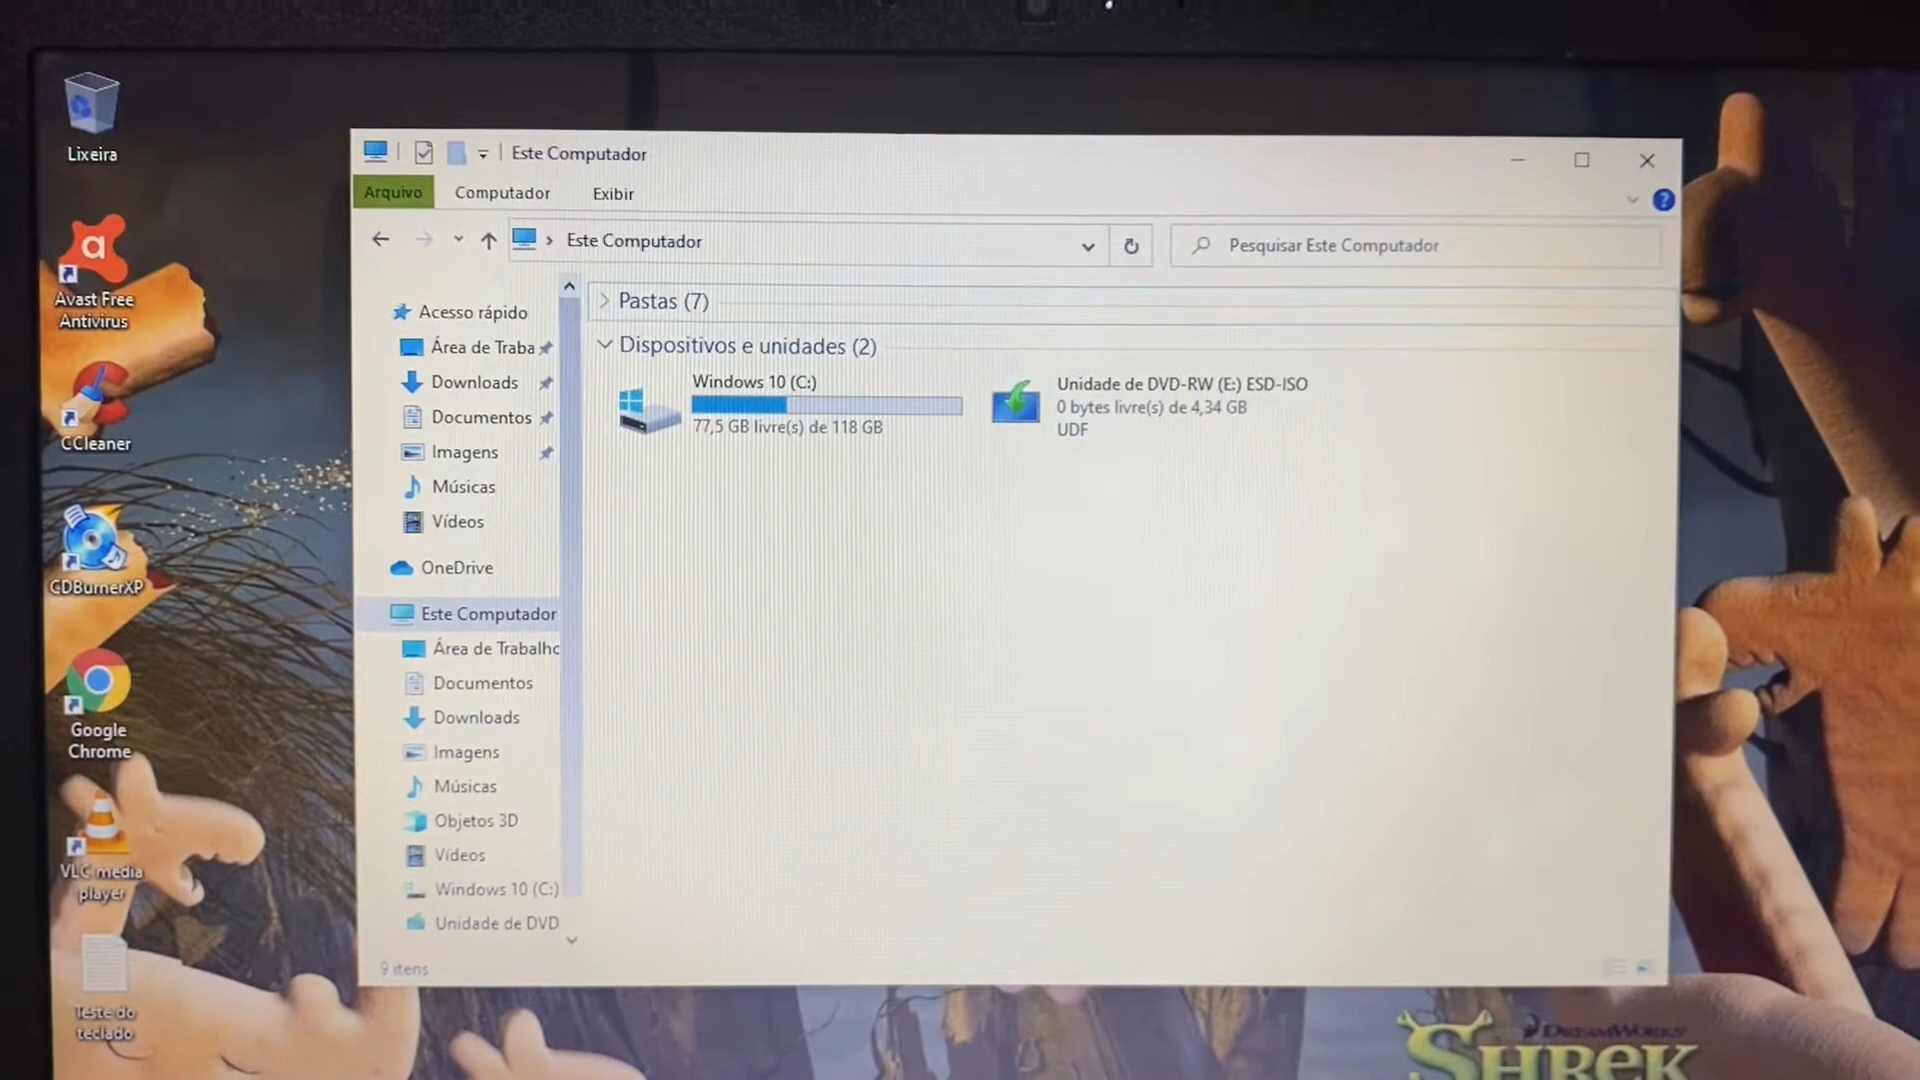 Lixeira
Avast Free
Antivirus
CCleaner
CDBurnerXP
Google
Chrome
VLC media
player
Teste do
teclado
Este Computador
Arquivo
Computador
Exibir
Este Computador
Pesquisar Este Computador
Acesso rápido
Área de Traba
Downloads
Documentos
Imagens
Músicas
Vídeos
OneDrive
Este Computador
Área de Trabalho
Documentos
Downloads
Imagens
Músicas
Objetos 3D
Vídeos
Windows 10 (C:)
Unidade de DVD
9 itens
Pastas (7)
Dispositivos e unidades (2)
Windows 10 (C:)
77,5 GB livre(s) de 118 GB
Unidade de DVD-RW (E:) ESD-ISO
0 bytes livre(s) de 4,34 GB
UDF
DREAMWORKS
SHREK